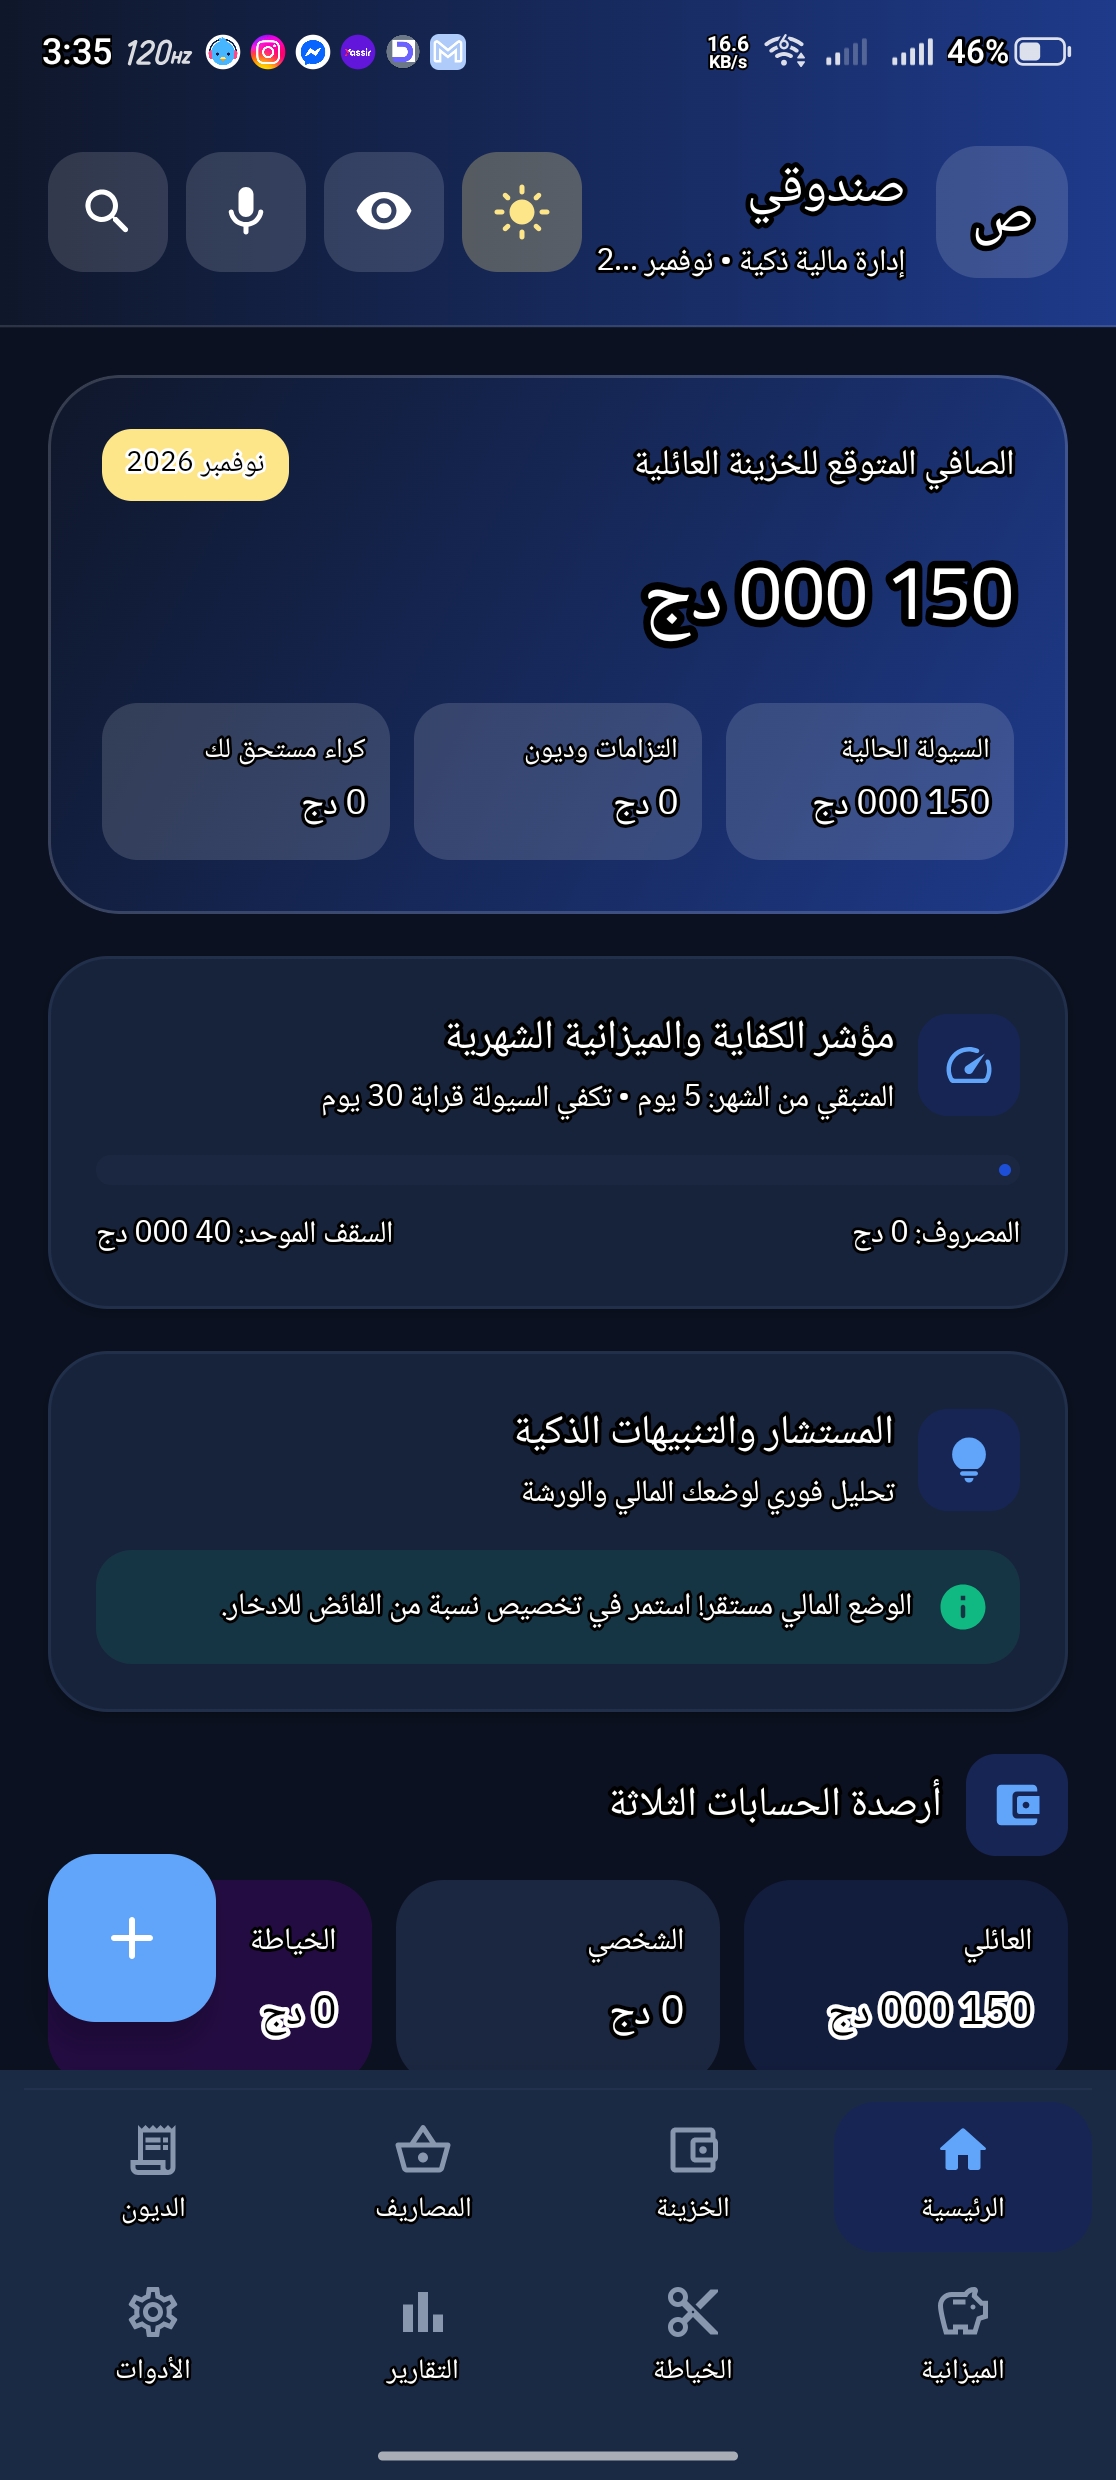 3:35 120HZ Yassir 16.6 KB/s 46%
ص
صندوقي
إدارة مالية ذكية • نوفمبر 2...
الصافي المتوقع للخزينة العائلية
نوفمبر 2026
150 000 دج
السيولة الحالية
150 000 دج
التزامات وديون
0 دج
كراء مستحق لك
0 دج
مؤشر الكفاية والميزانية الشهرية
المتبقي من الشهر: 5 يوم • تكفي السيولة قرابة 30 يوم
المصروف: 0 دج
السقف الموحد: 40 000 دج
المستشار والتنبيهات الذكية
تحليل فوري لوضعك المالي والورشة
الوضع المالي مستقر! استمر في تخصيص نسبة من الفائض للادخار.
أرصدة الحسابات الثلاثة
العائلي
150 000 دج
الشخصي
0 دج
الخياطة
0 دج
الرئيسية
الخزينة
المصاريف
الديون
الميزانية
الخياطة
التقارير
الأدوات